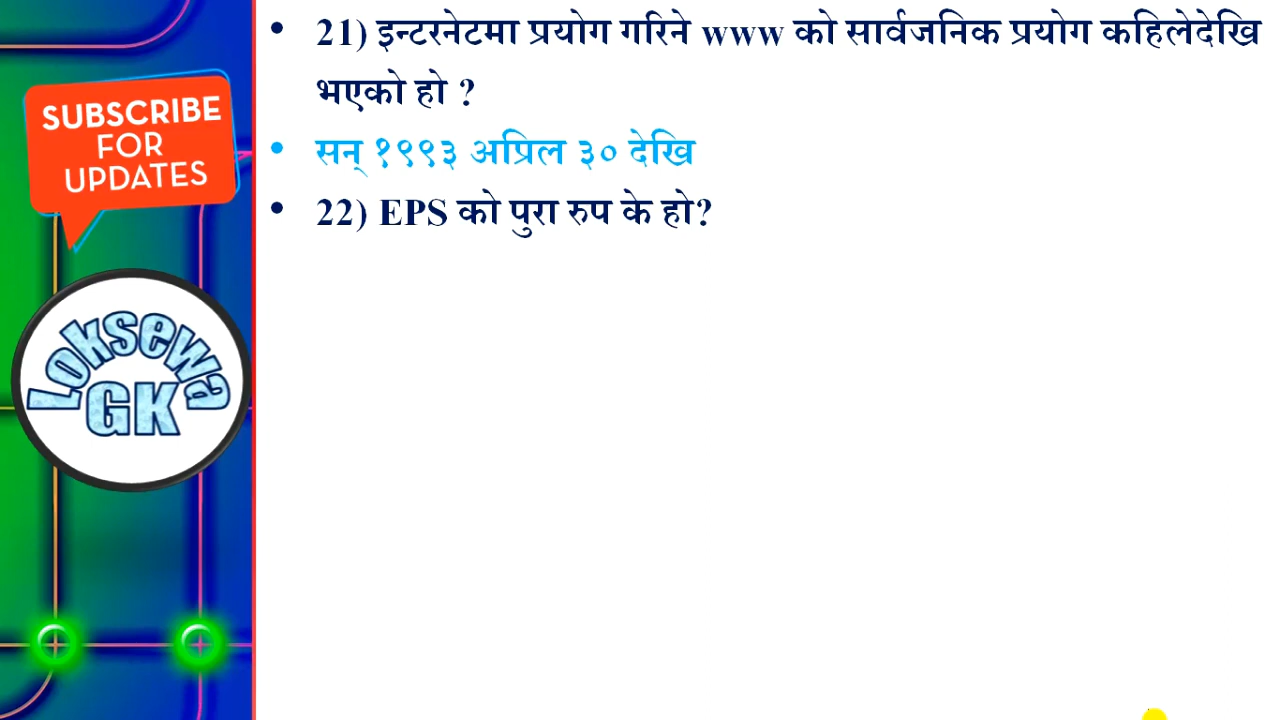 SUBSCRIBE
FOR
UPDATES
Loksewa
GK
• 21) इन्टरनेटमा प्रयोग गरिने www को सार्वजनिक प्रयोग कहिलेदेखि
भएको हो ?
• सन् १९९३ अप्रिल ३० देखि
• 22) EPS को पुरा रुप के हो?